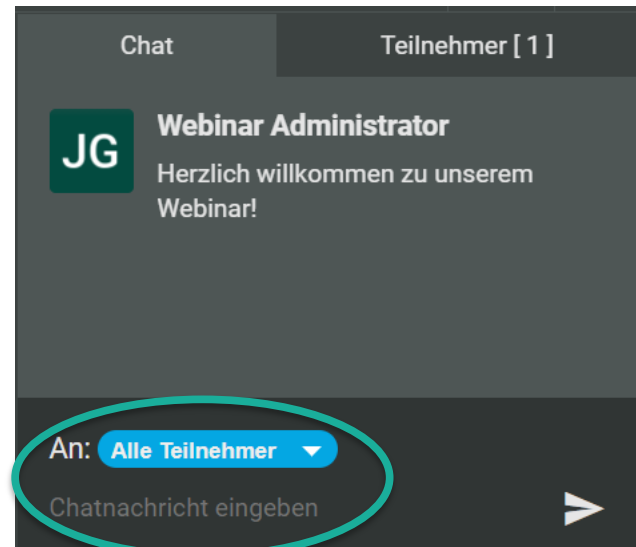 Chat
Teilnehmer [ 1 ]
JG
Webinar Administrator
Herzlich willkommen zu unserem
Webinar!
An: Alle Teilnehmer
Chatnachricht eingeben